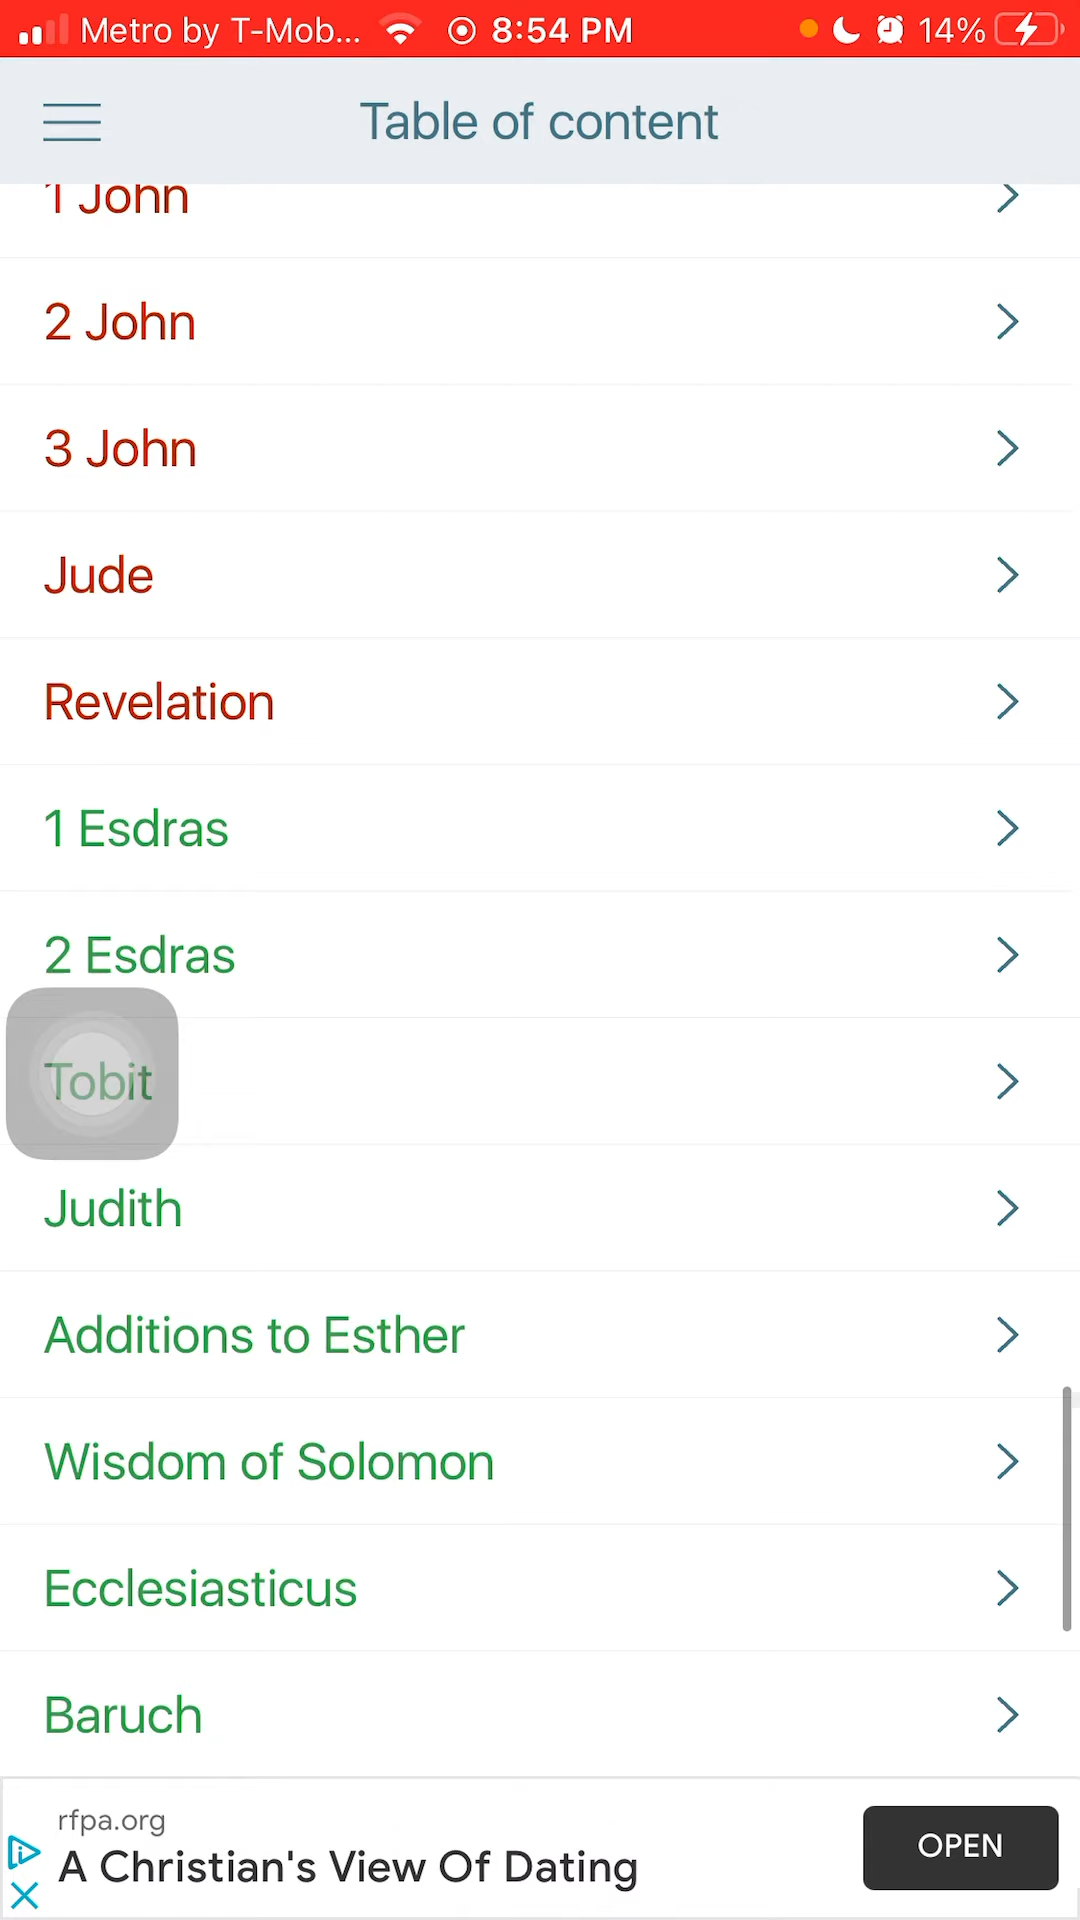 Metro by T-Mob... 8:54 PM 14%
Table of content
1 John
2 John
3 John
Jude
Revelation
1 Esdras
2 Esdras
Tobit
Judith
Additions to Esther
Wisdom of Solomon
Ecclesiasticus
Baruch
rfpa.org
A Christian's View Of Dating
OPEN